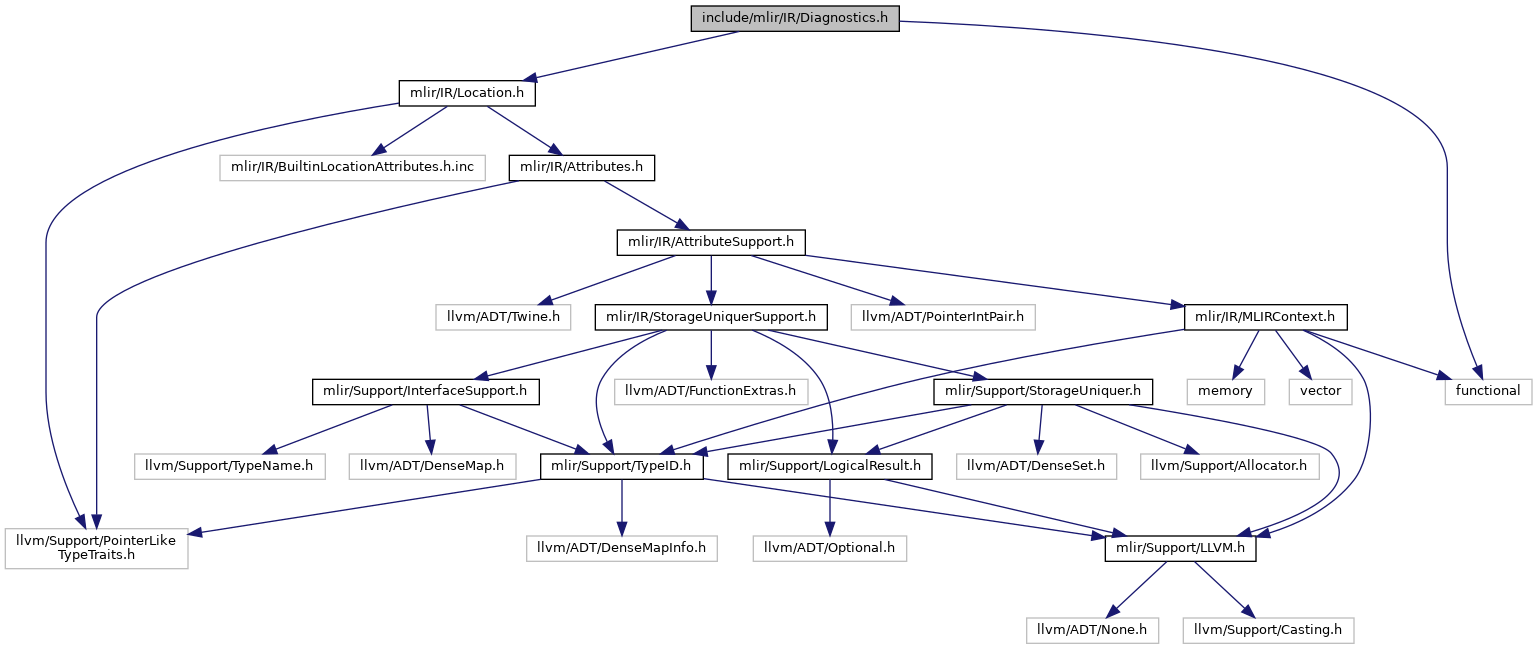 include/mlir/IR/Diagnostics.h
mlir/IR/Location.h
mlir/IR/BuiltinLocationAttributes.h.inc
mlir/IR/Attributes.h
mlir/IR/AttributeSupport.h
llvm/ADT/Twine.h
mlir/IR/StorageUniquerSupport.h
llvm/ADT/PointerIntPair.h
mlir/IR/MLIRContext.h
mlir/Support/InterfaceSupport.h
llvm/ADT/FunctionExtras.h
mlir/Support/StorageUniquer.h
memory
vector
functional
llvm/Support/TypeName.h
llvm/ADT/DenseMap.h
mlir/Support/TypeID.h
mlir/Support/LogicalResult.h
llvm/ADT/DenseSet.h
llvm/Support/Allocator.h
llvm/Support/PointerLike
TypeTraits.h
llvm/ADT/DenseMapInfo.h
llvm/ADT/Optional.h
mlir/Support/LLVM.h
llvm/ADT/None.h
llvm/Support/Casting.h